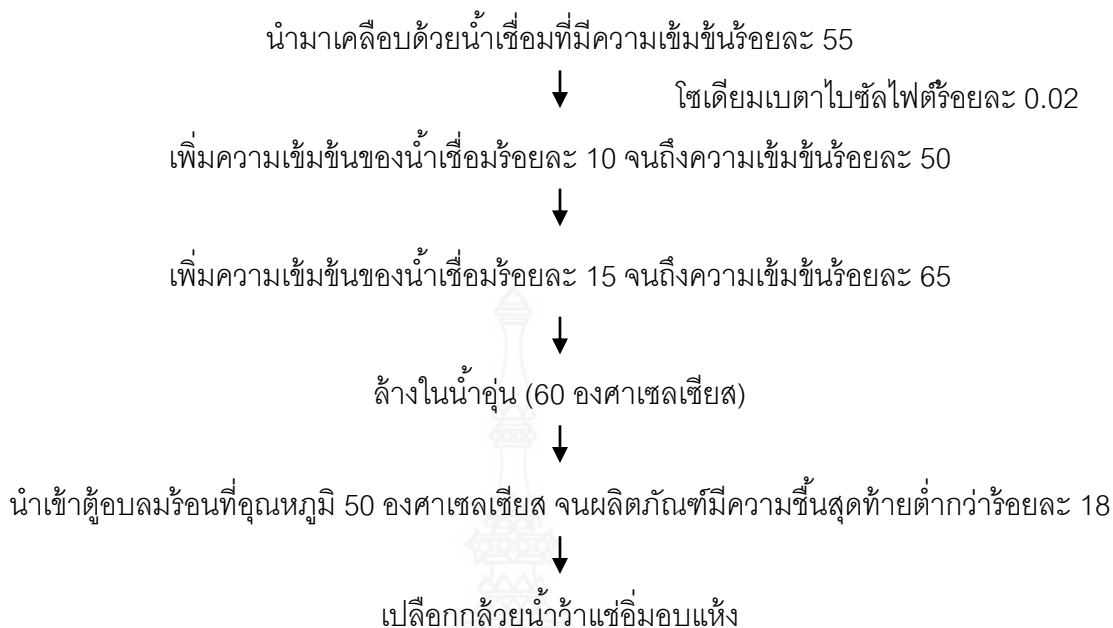 นำมาเคลือบด้วยน้ำเชื่อมที่มีความเข้มข้นร้อยละ 55
โซเดียมเบตาไบซัลไฟต์ร้อยละ 0.02
เพิ่มความเข้มข้นของน้ำเชื่อมร้อยละ 10 จนถึงความเข้มข้นร้อยละ 50
เพิ่มความเข้มข้นของน้ำเชื่อมร้อยละ 15 จนถึงความเข้มข้นร้อยละ 65
ล้างในน้ำอุ่น (60 องศาเซลเซียส)
นำเข้าตู้อบลมร้อนที่อุณหภูมิ 50 องศาเซลเซียส จนผลิตภัณฑ์มีความชื้นสุดท้ายต่ำกว่าร้อยละ 18
เปลือกกล้วยน้ำว้าแช่อิ่มอบแห้ง